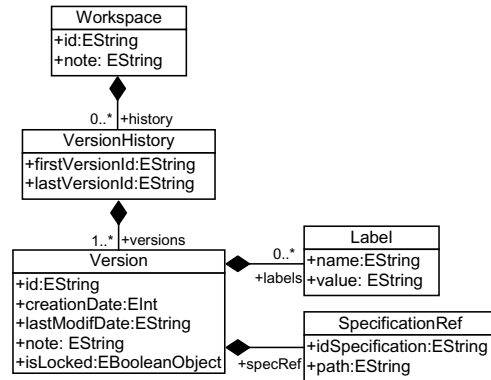 Workspace
+id:EString
+note: EString
0..* +history
VersionHistory
+firstVersionId:EString
+lastVersionId:EString
1..* +versions
Version
+id:EString
+creationDate:EInt
+lastModifDate:EString
+note: EString
+isLocked:EBooleanObject
0..*
+labels
Label
+name:EString
+value: EString
+specRef
SpecificationRef
+idSpecification:EString
+path:EString